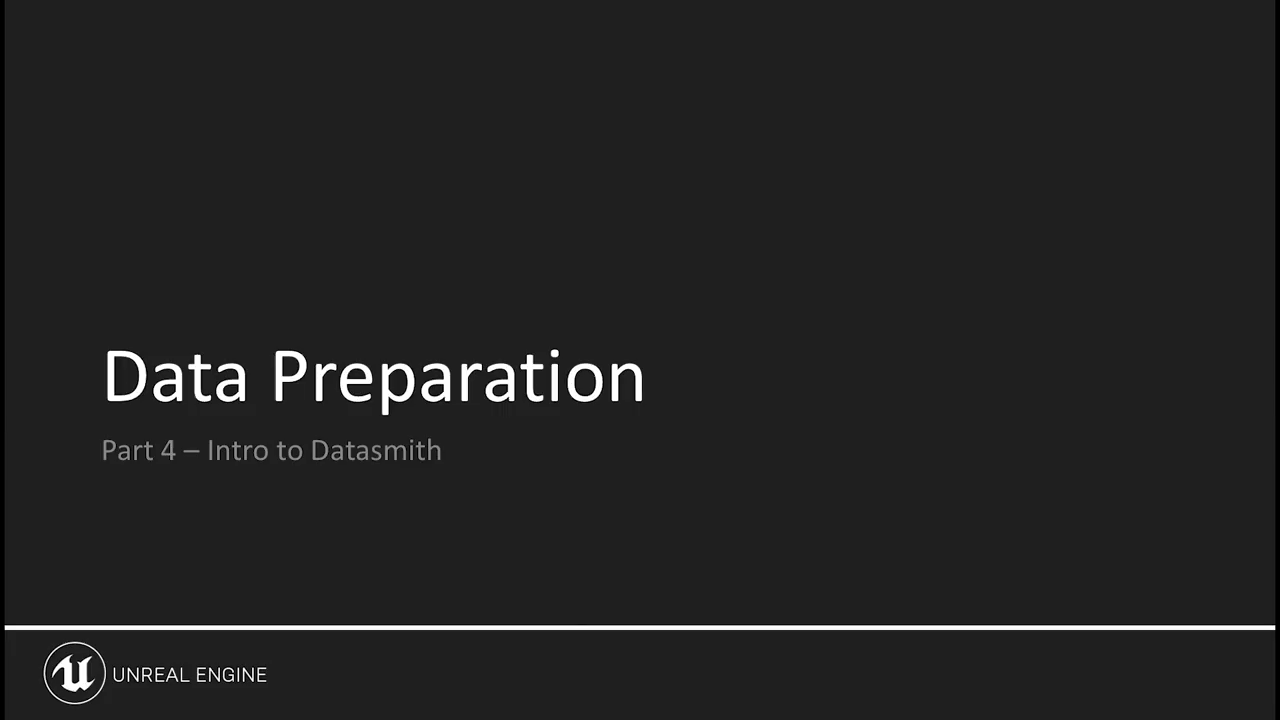 Data Preparation
Part 4 – Intro to Datasmith
UNREAL ENGINE